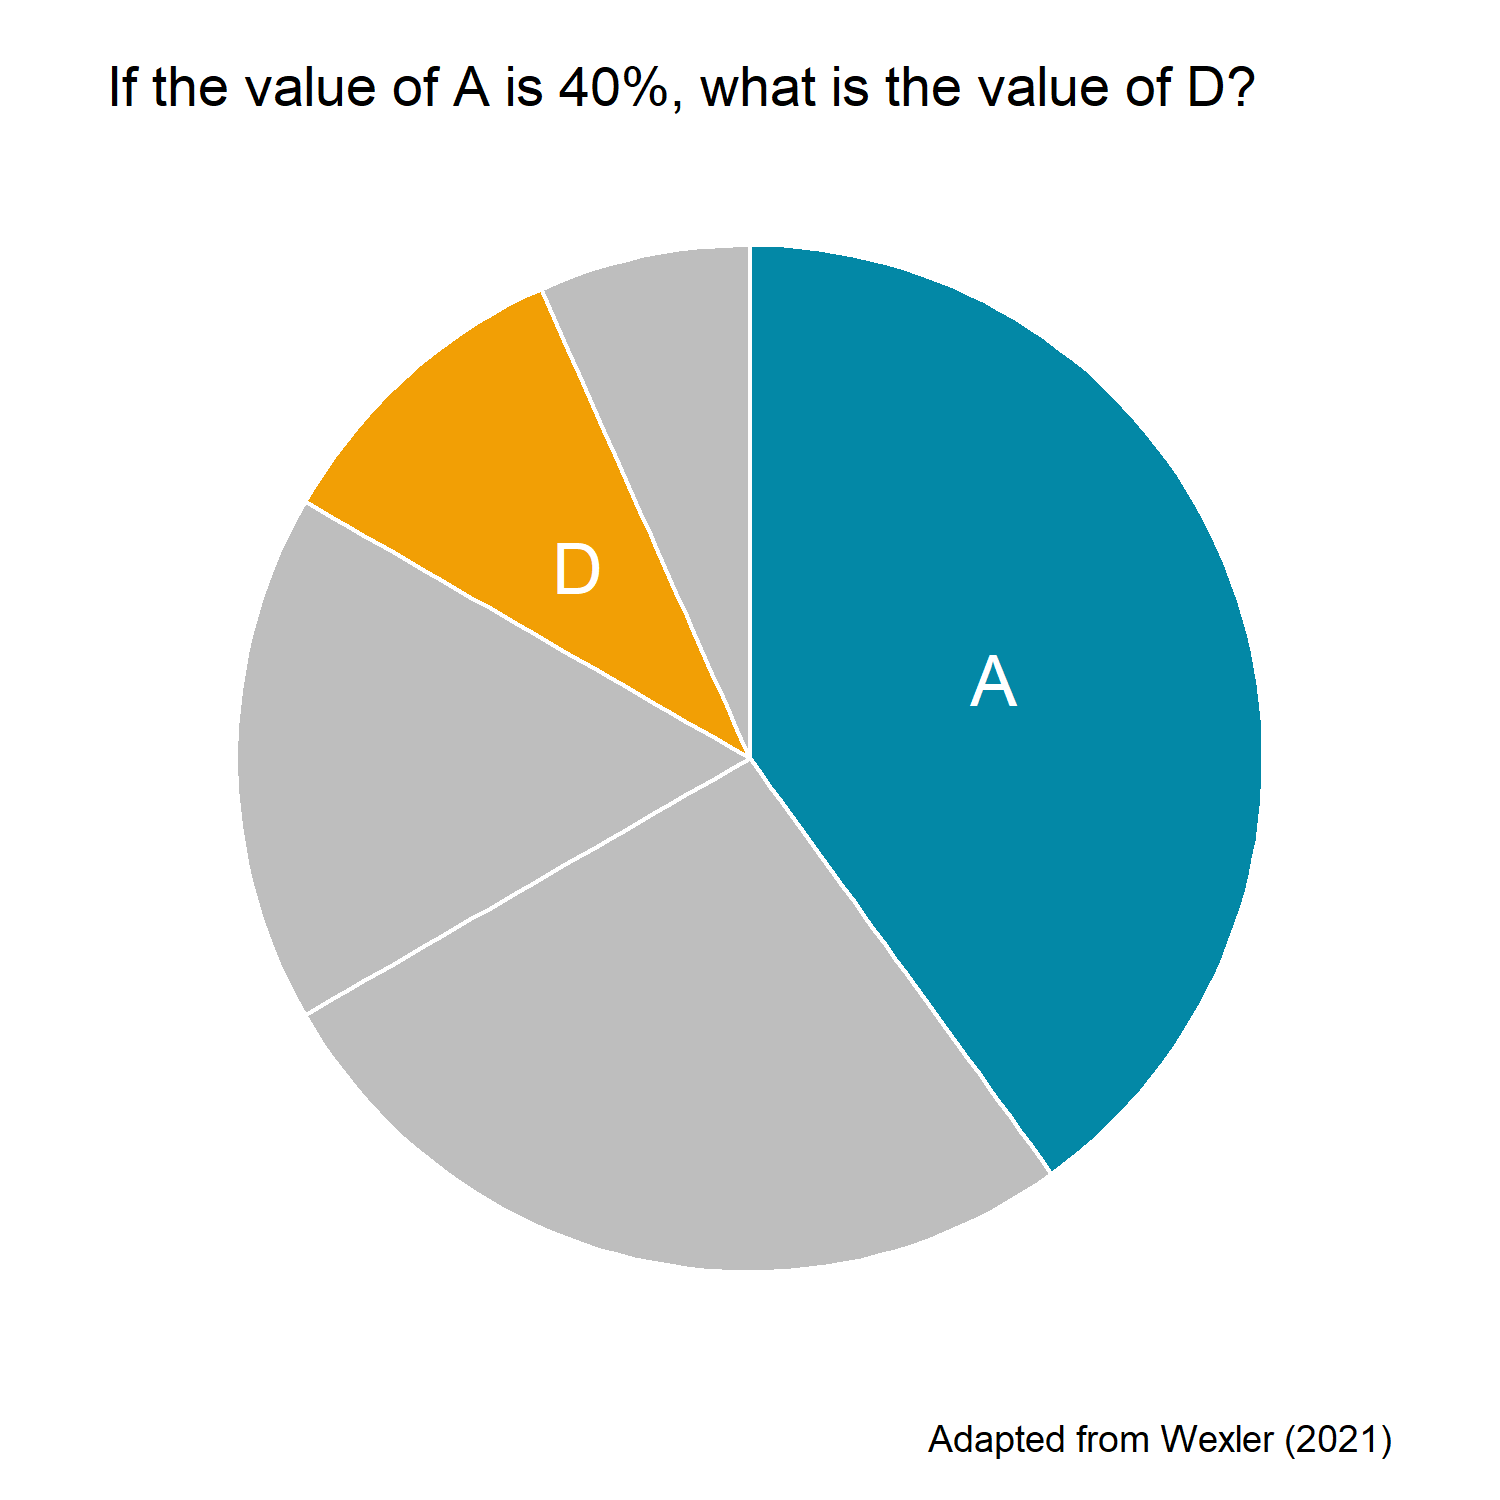 If the value of A is 40%, what is the value of D?
D
A
Adapted from Wexler (2021)